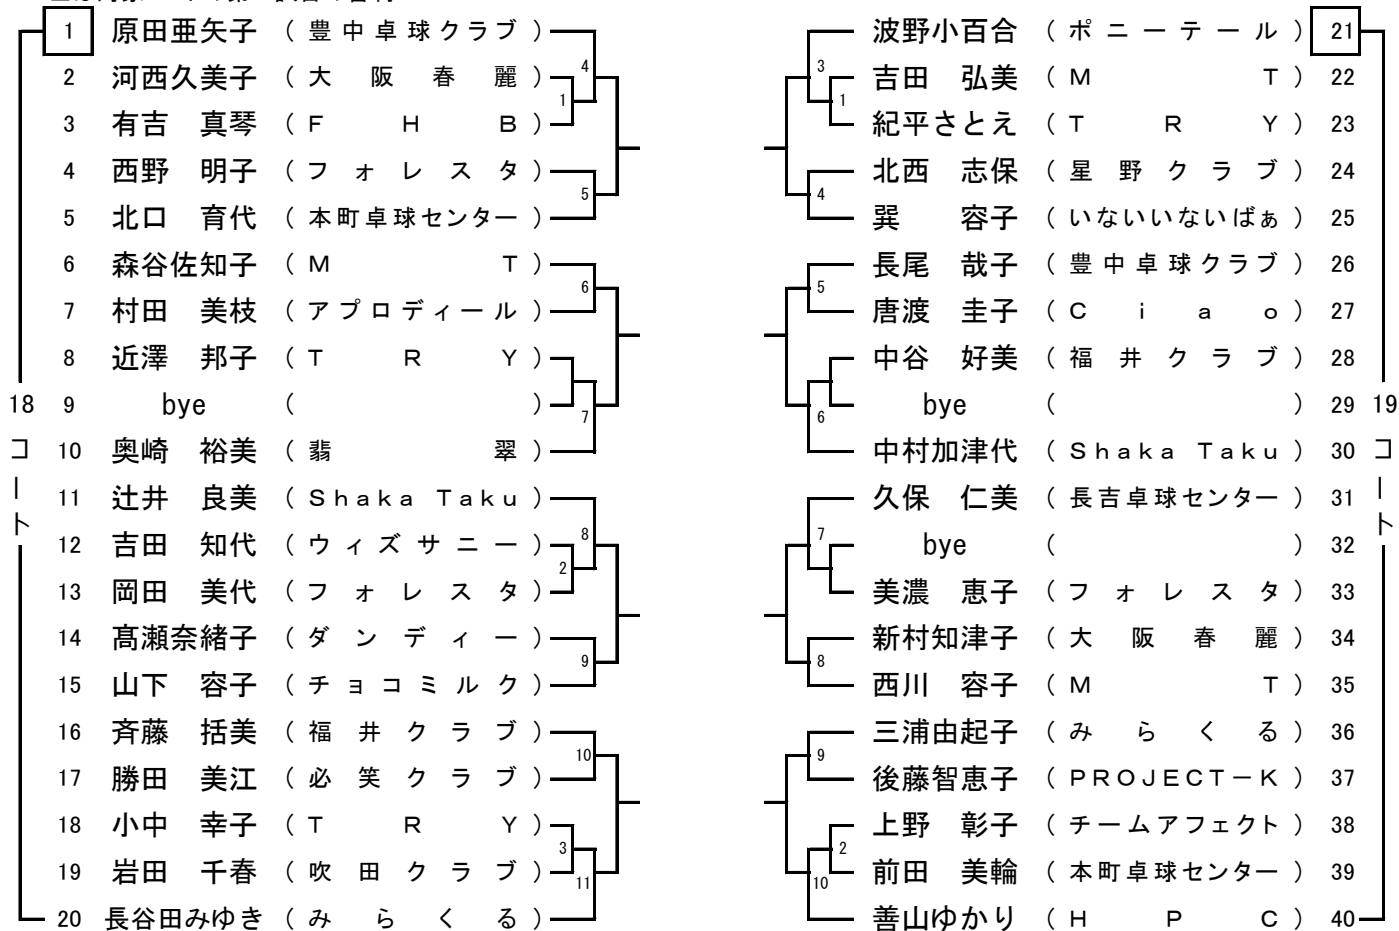 1 原田亜矢子 (豊中卓球クラブ) 波野小百合 (ポニーテール) 21
2 河西久美子 (大阪春麗) 4 3 吉田 弘美 (MT) 22
3 有吉 真琴 (FHB) 1 1 紀平さとえ (TRY) 23
4 西野 明子 (フォレスタ) 北西 志保 (星野クラブ) 24
5 北口 育代 (本町卓球センター) 5 4 巽 容子 (いないいないばぁ) 25
6 森谷佐知子 (MT) 長尾 哉子 (豊中卓球クラブ) 26
7 村田 美枝 (アプロディール) 6 5 唐渡 圭子 (Ciao) 27
8 近澤 邦子 (TRY) 中谷 好美 (福井クラブ) 28
18 9 bye ( ) 7 6 bye ( ) 29 19
コート 10 奥崎 裕美 (翡翠) 中村加津代 (Shaka Taku) 30 コート
11 辻井 良美 (Shaka Taku) 久保 仁美 (長吉卓球センター) 31
12 吉田 知代 (ウィズサニー) 8 7 bye ( ) 32
13 岡田 美代 (フォレスタ) 2 美濃 恵子 (フォレスタ) 33
14 髙瀬奈緒子 (ダンディー) 新村知津子 (大阪春麗) 34
15 山下 容子 (チョコミルク) 9 8 西川 容子 (MT) 35
16 斉藤 括美 (福井クラブ) 三浦由起子 (みらくる) 36
17 勝田 美江 (必笑クラブ) 10 9 後藤智恵子 (PROJECT-K) 37
18 小中 幸子 (TRY) 上野 彰子 (チームアフェクト) 38
19 岩田 千春 (吹田クラブ) 3 11 2 10 前田 美輪 (本町卓球センター) 39
20 長谷田みゆき (みらくる) 善山ゆかり (HPC) 40